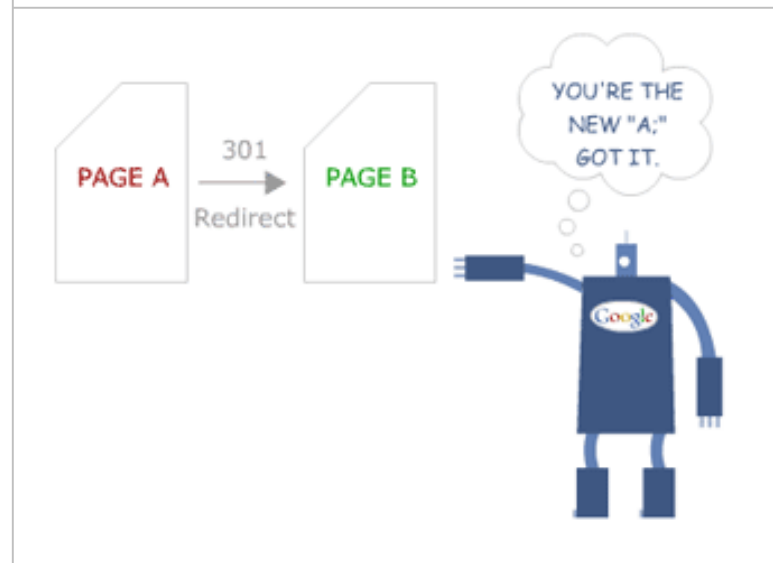 YOU'RE THE
NEW "A;"
GOT IT.
301
PAGE A
PAGE B
Redirect
Google